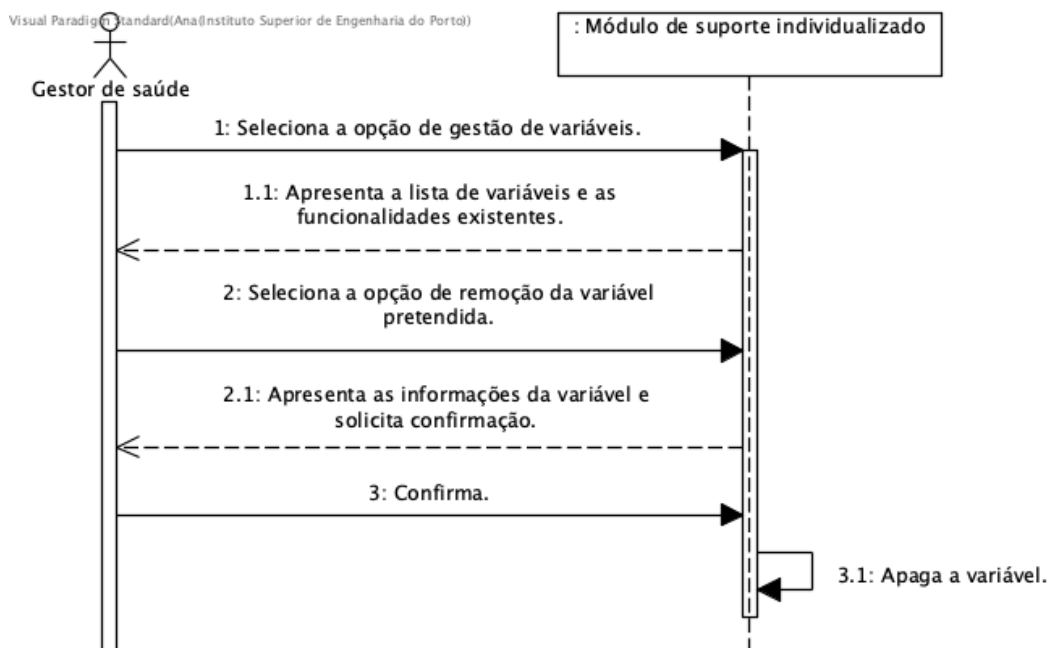 Visual Paradigm Standard(Ana(Instituto Superior de Engenharia do Porto))
: Módulo de suporte individualizado
Gestor de saúde
1: Seleciona a opção de gestão de variáveis.
1.1: Apresenta a lista de variáveis e as
funcionalidades existentes.
2: Seleciona a opção de remoção da variável
pretendida.
2.1: Apresenta as informações da variável e
solicita confirmação.
3: Confirma.
3.1: Apaga a variável.